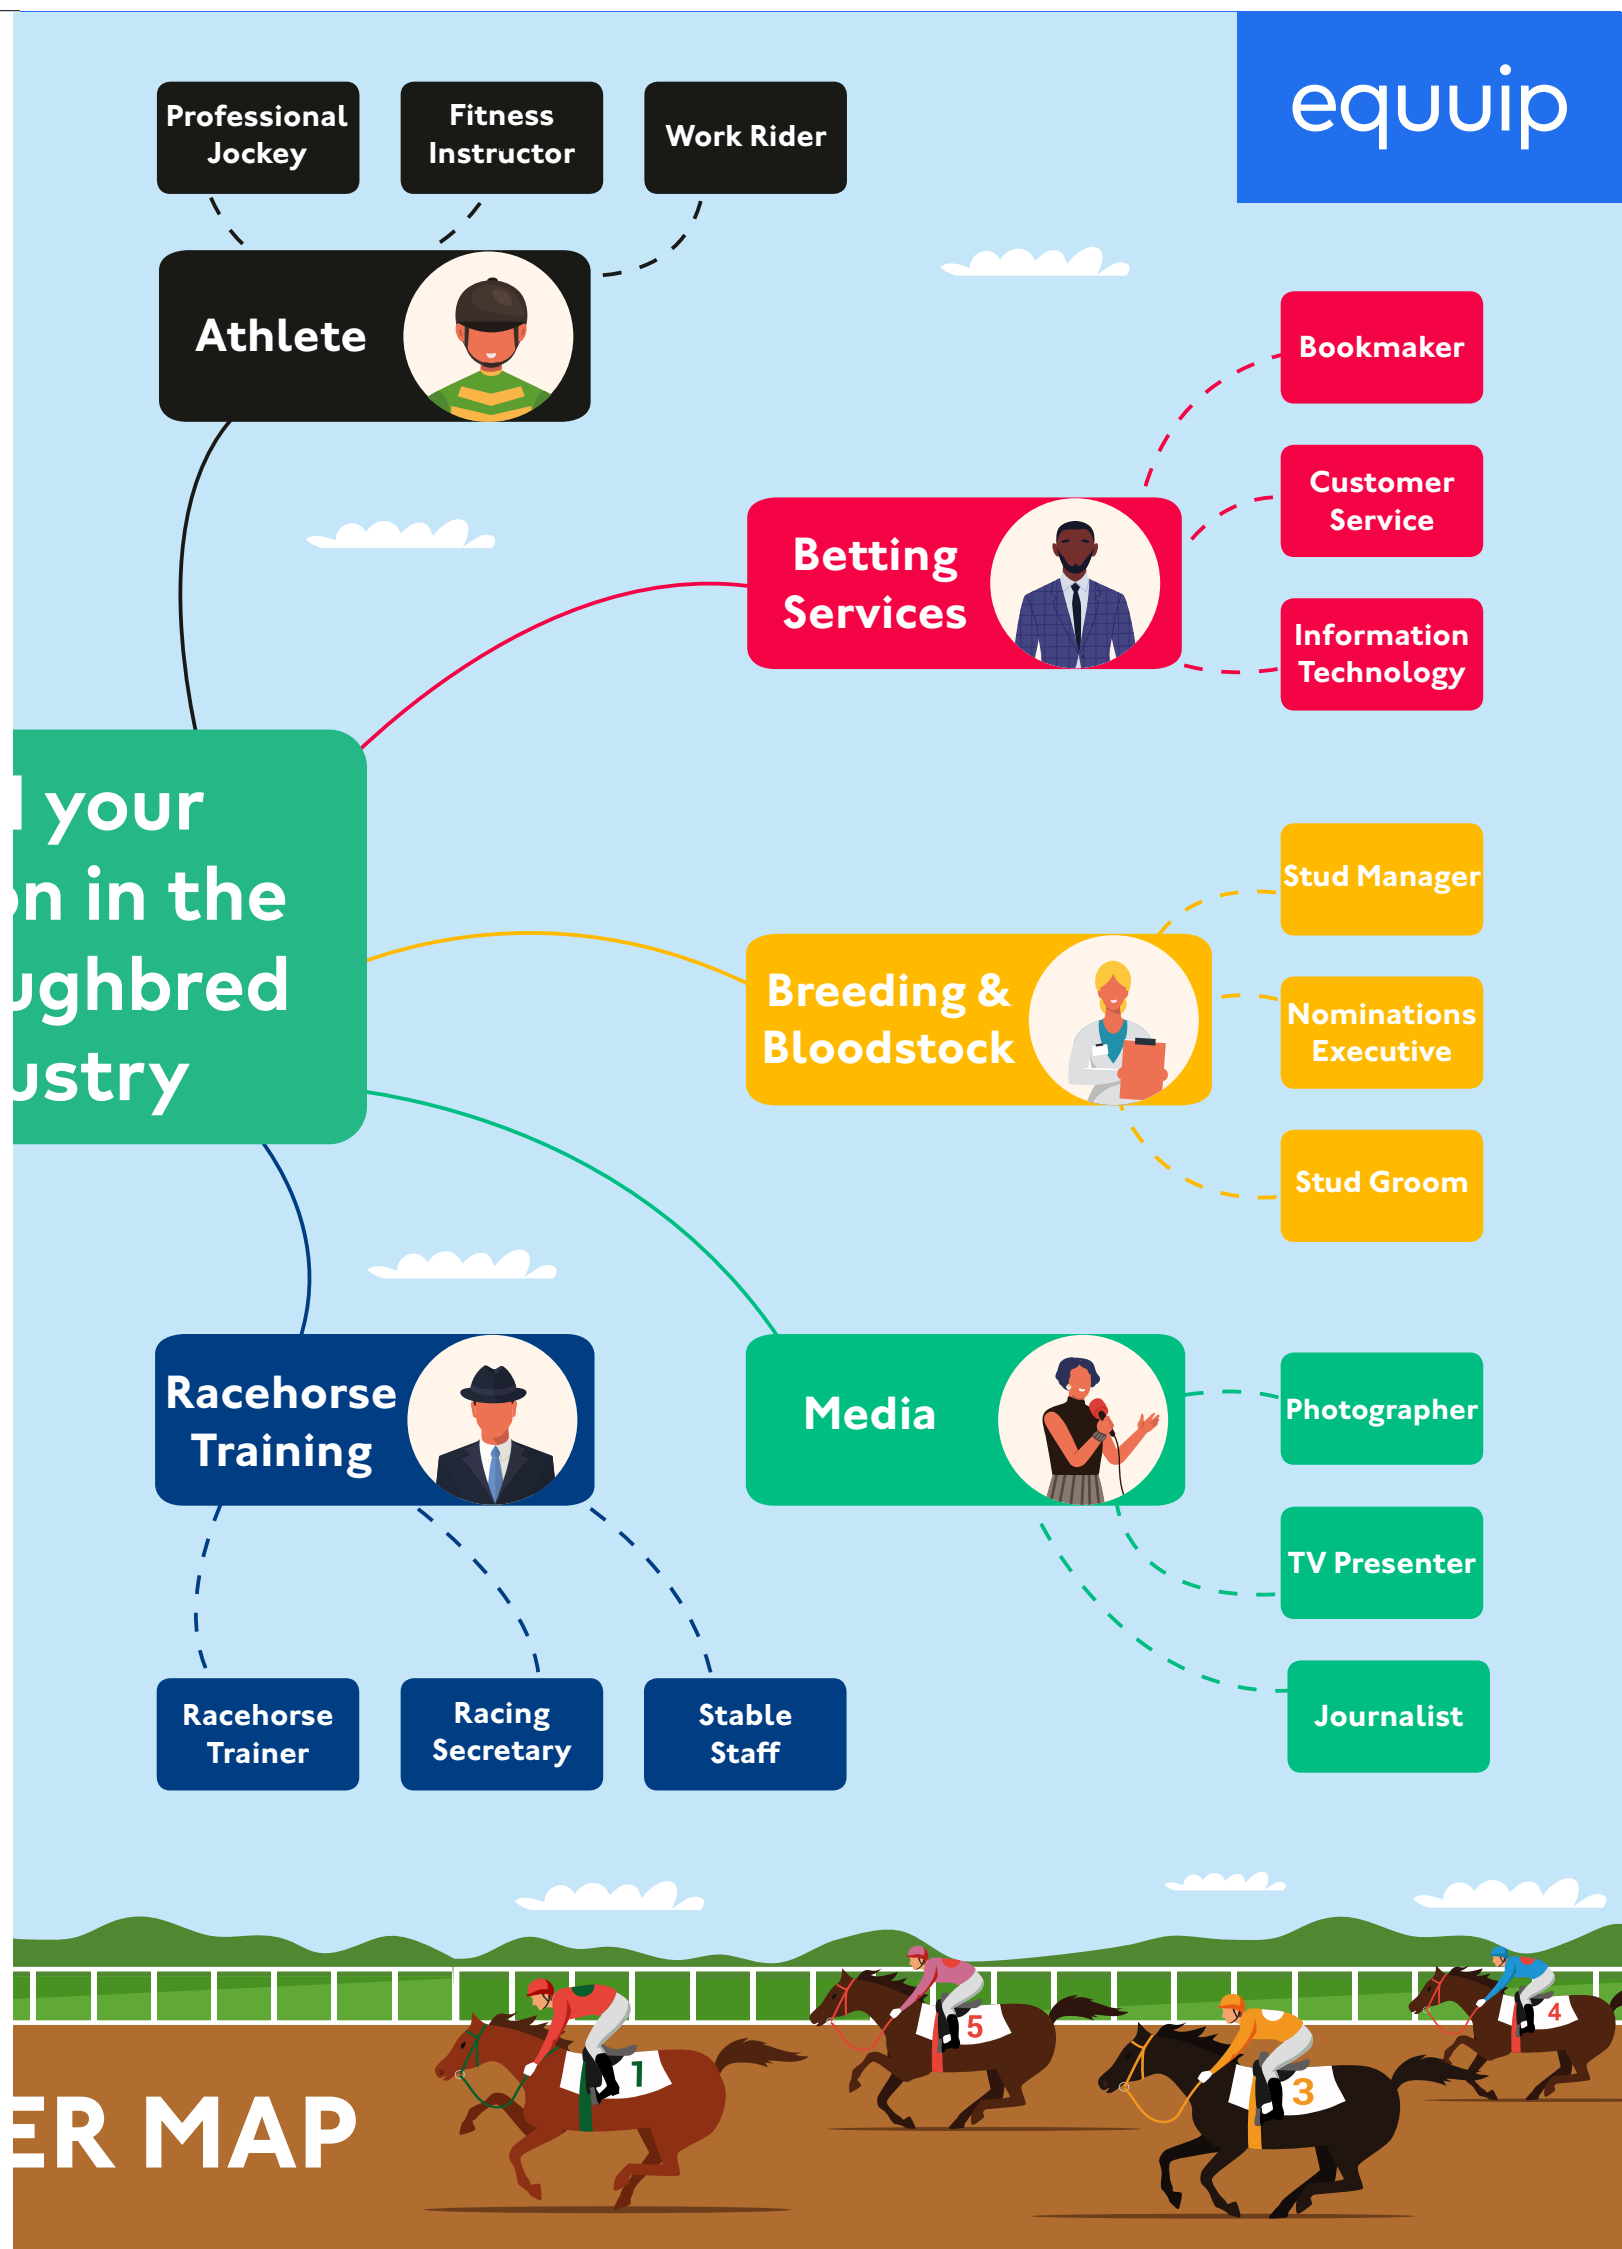 equuip
Professional
Jockey
Fitness
Instructor
Work Rider
Athlete
Bookmaker
Customer
Service
Information
Technology
Betting
Services
your
in the
Stud Manager
Nominations
Executive
Stud Groom
Breeding &
Bloodstock
Racehorse
Training
Media
Photographer
TV Presenter
Journalist
Racehorse
Trainer
Racing
Secretary
Stable
Staff
1
5
3
4
ER MAP